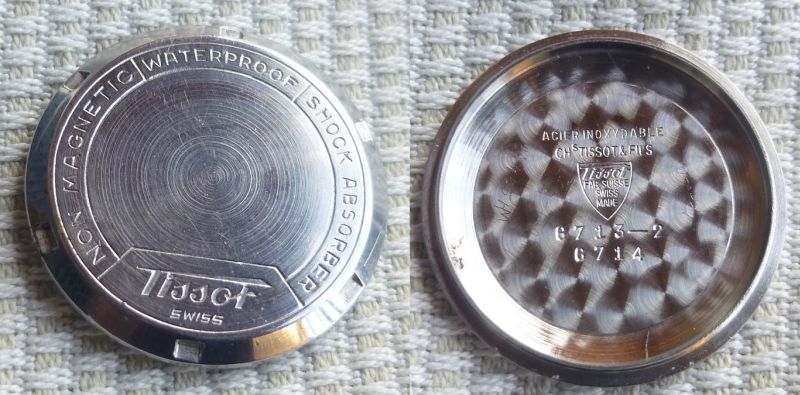 NON MAGNETIC
WATERPROOF
SHOCK ABSORBER
Tissot
SWISS
ACIER INOXYDABLE
CHS TISSOT & FILS
Tissot
FAB. SUISSE
SWISS
MADE
6713-2
6714